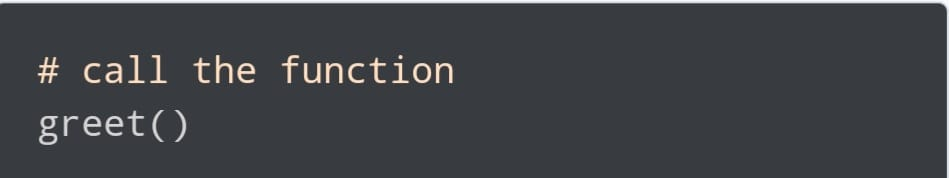 # call the function
greet()